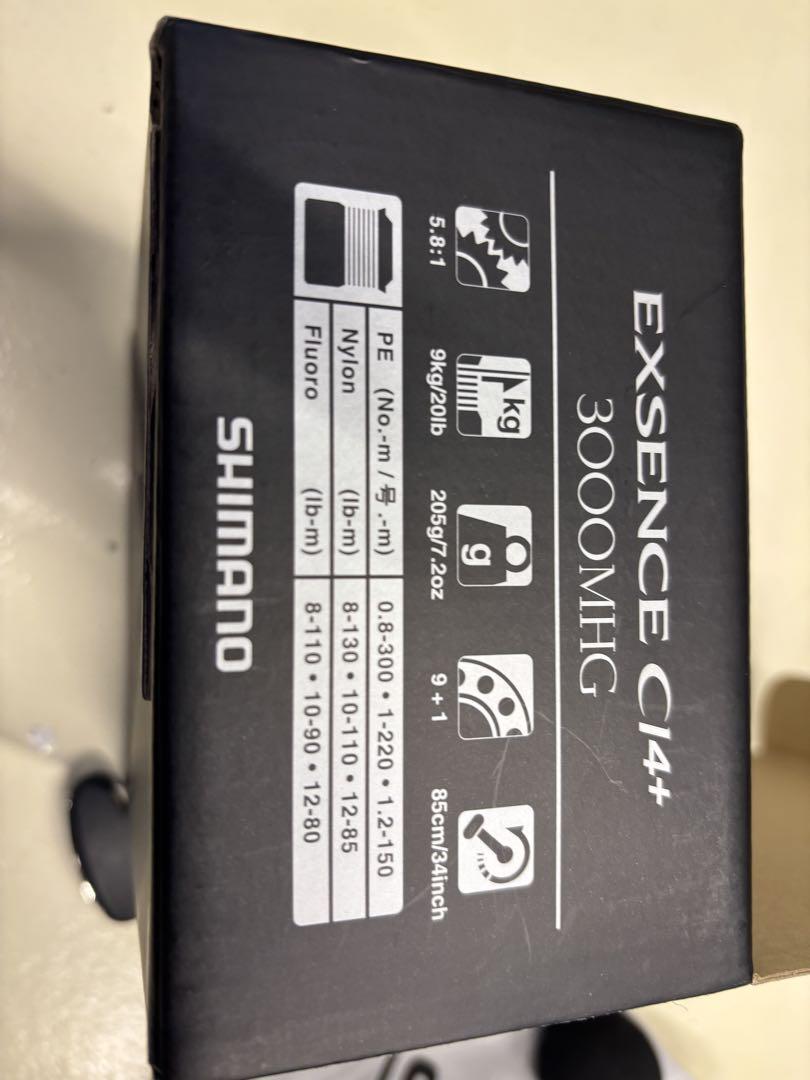 EXSENCE CI4+
3000MHG
kg
g
5.8:1
9kg/20lb
205g/7.2oz
9+1
85cm/34inch
PE (No.-m / 号.-m) 0.8-300 • 1-220 • 1.2-150
Nylon (lb-m) 8-130 • 10-110 • 12-85
Fluoro (lb-m) 8-110 • 10-90 • 12-80
SHIMANO